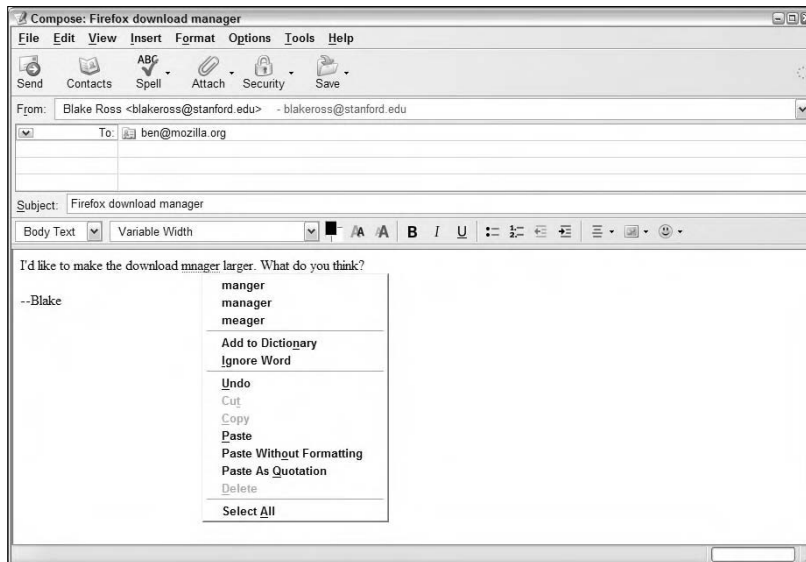 Compose: Firefox download manager
File Edit View Insert Format Options Tools Help
ABC
Send Contacts Spell Attach Security Save
From: Blake Ross <blakeross@stanford.edu> - blakeross@stanford.edu
To: ben@mozilla.org
Subject: Firefox download manager
Body Text Variable Width AA AA B I U
I'd like to make the download mnager larger. What do you think?
--Blake
manger
manager
meager
Add to Dictionary
Ignore Word
Undo
Cut
Copy
Paste
Paste Without Formatting
Paste As Quotation
Delete
Select All